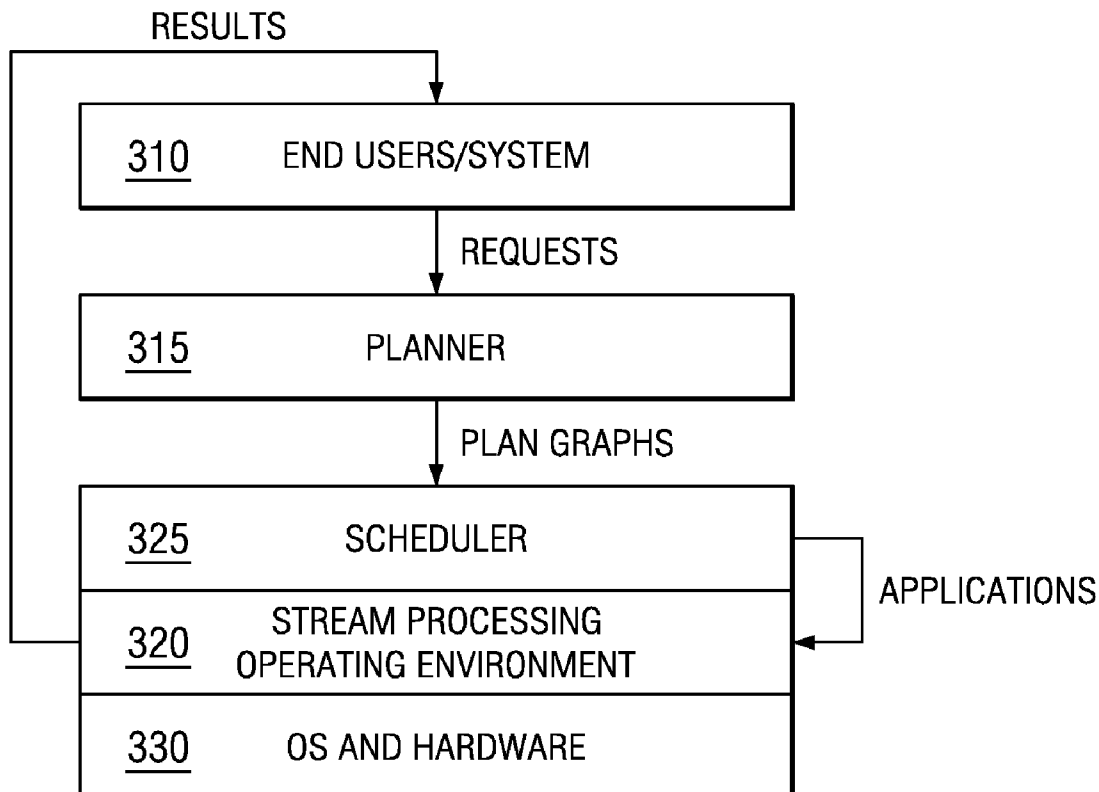 RESULTS
310 END USERS/SYSTEM
REQUESTS
315 PLANNER
PLAN GRAPHS
325 SCHEDULER
APPLICATIONS
320 STREAM PROCESSING
OPERATING ENVIRONMENT
330 OS AND HARDWARE